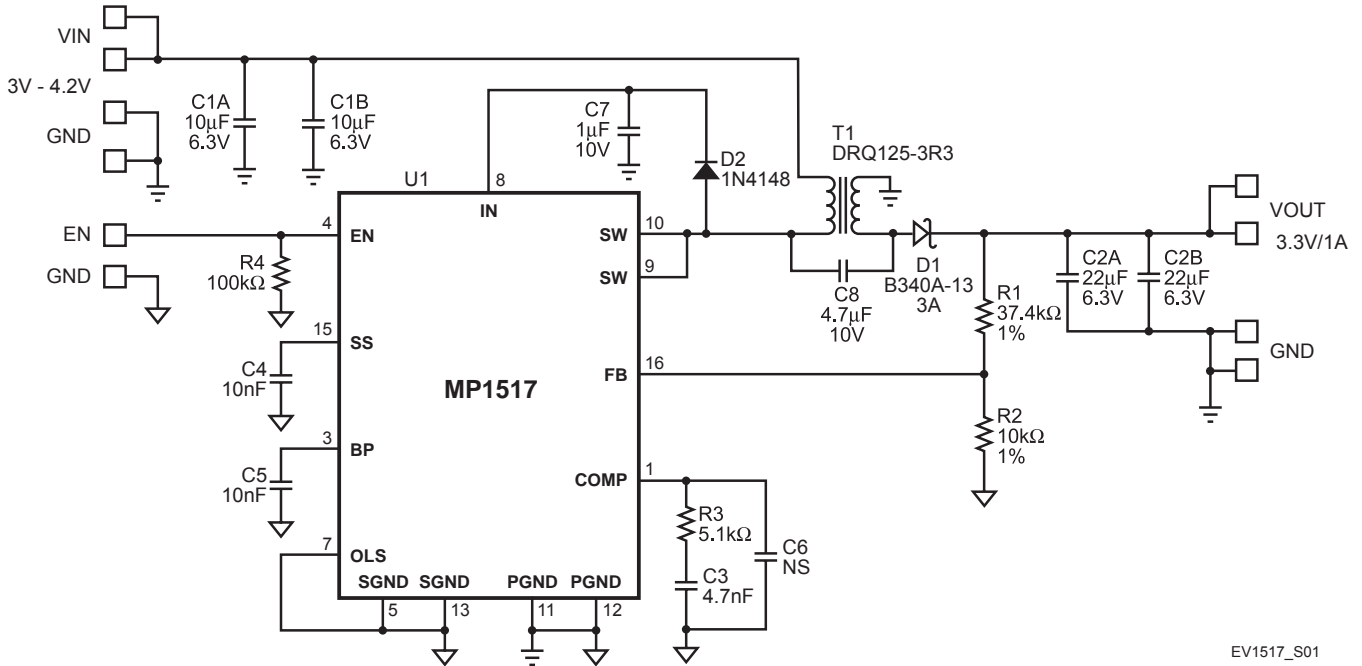 VIN
3V - 4.2V
GND
C1A
10μF
6.3V
C1B
10μF
6.3V
C7
1μF
10V
D2
1N4148
T1
DRQ125-3R3
U1
8
IN
EN
4
EN
R4
100kΩ
GND
10
SW
9
SW
C8
4.7μF
10V
D1
B340A-13
3A
R1
37.4kΩ
1%
C2A
22μF
6.3V
C2B
22μF
6.3V
VOUT
3.3V/1A
GND
15
SS
C4
10nF
MP1517
16
FB
R2
10kΩ
1%
3
BP
C5
10nF
1
COMP
R3
5.1kΩ
C6
NS
C3
4.7nF
7
OLS
SGND
SGND
PGND
PGND
5
13
11
12
EV1517_S01